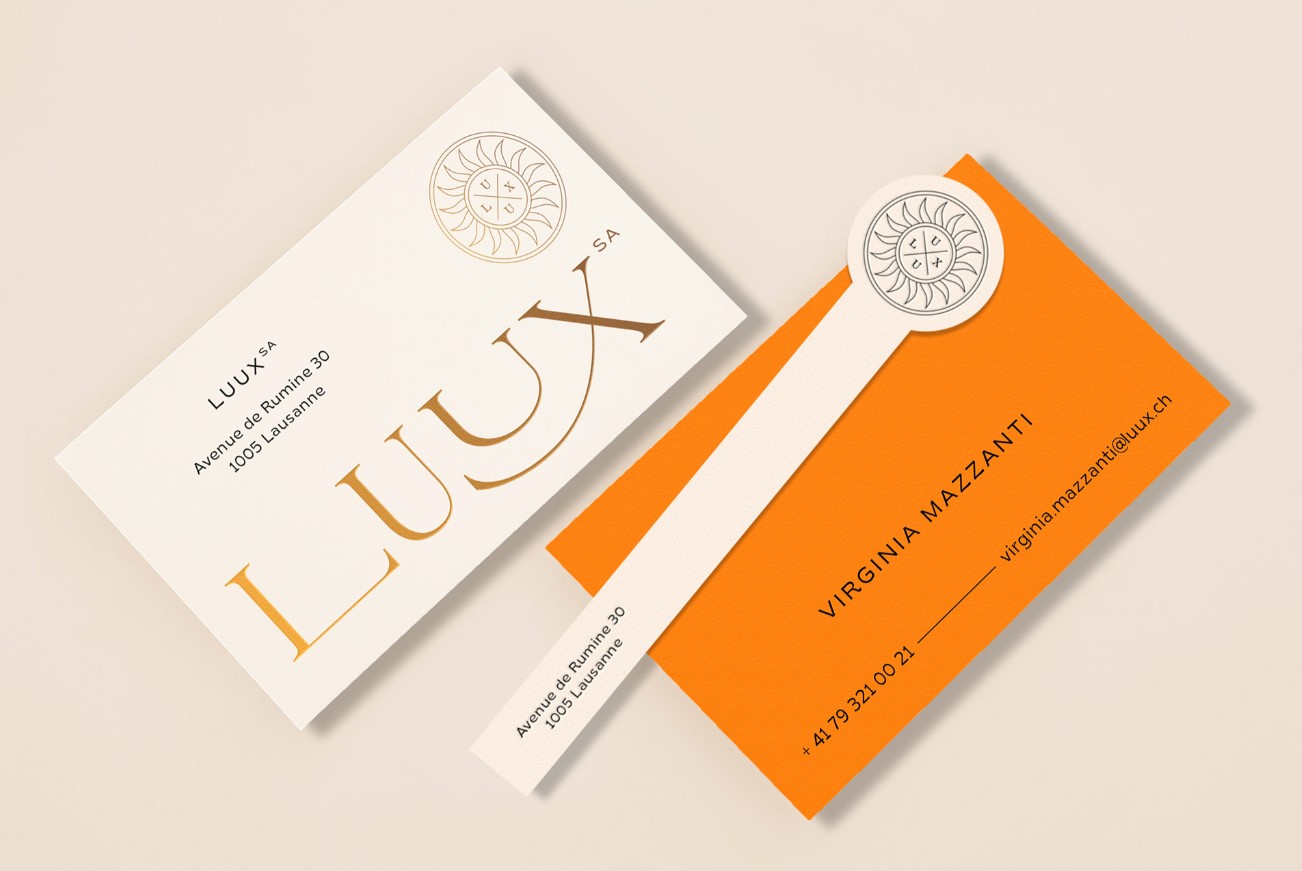 L U X U
LUUX SA
LUUX SA
Avenue de Rumine 30
1005 Lausanne
L U U X
Avenue de Rumine 30
1005 Lausanne
VIRGINIA MAZZANTI
+ 41 79 321 00 21 — virginia.mazzanti@luux.ch